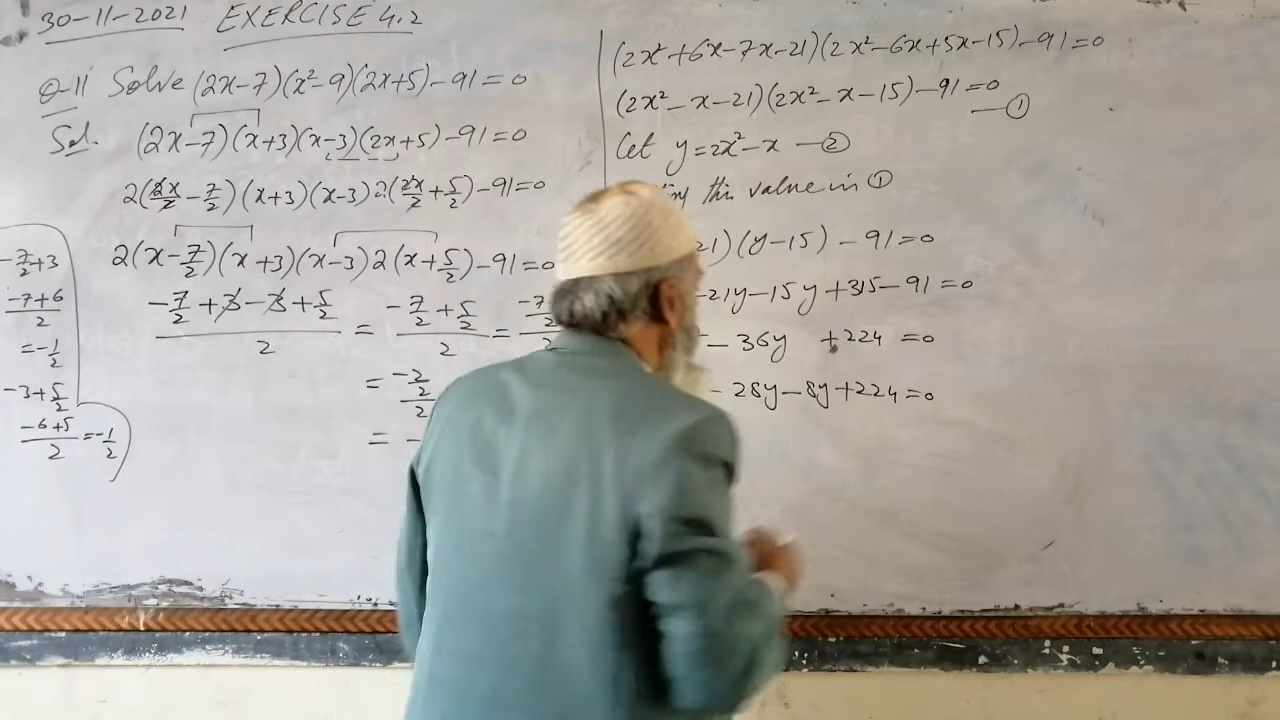 30-11-2021 EXERCISE 4.2
Q.11 Solve (2x-7)(x²-9)(2x+5)-91=0
Sol. (2x-7)(x+3)(x-3)(2x+5)-91=0
2(2x/2-7/2)(x+3)(x-3)2(2x/2+5/2)-91=0
2(x-7/2)(x+3)(x-3)2(x+5/2)-91=0
(-7/2+3-3+5/2)/2 = (-7/2+5/2)/2 = -7
= (-2/2)/2
= -
-7/2+3
(-7+6)/2
=-1/2
-3+5/2
(-6+5)/2=-1/2
(2x²+6x-7x-21)(2x²-6x+5x-15)-91=0
(2x²-x-21)(2x²-x-15)-91=0 —①
Let y=2x²-x —②
this value in ①
21)(y-15)-91=0
-21y-15y+315-91=0
-36y +224=0
-28y-8y+224=0